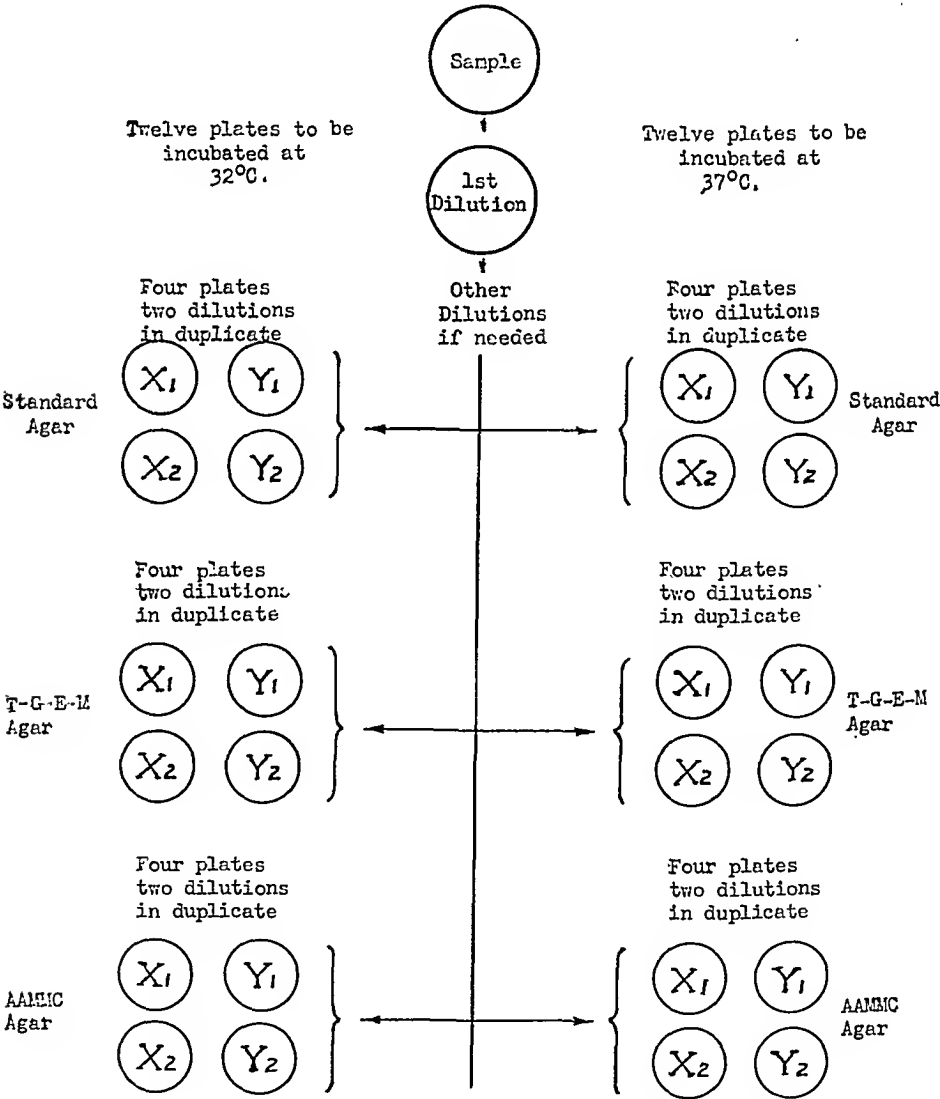 Sample
Twelve plates to be
incubated at
32°C.
1st
Dilution
Twelve plates to be
incubated at
37°C.
Other
Dilutions
if needed
Four plates
two dilutions
in duplicate
Standard
Agar
X1 Y1
X2 Y2
Four plates
two dilutions
in duplicate
X1 Y1
X2 Y2
Standard
Agar
Four plates
two dilutions
in duplicate
T-G-E-M
Agar
X1 Y1
X2 Y2
Four plates
two dilutions
in duplicate
X1 Y1
X2 Y2
T-G-E-M
Agar
Four plates
two dilutions
in duplicate
AAMMC
Agar
X1 Y1
X2 Y2
Four plates
two dilutions
in duplicate
X1 Y1
X2 Y2
AAMMC
Agar